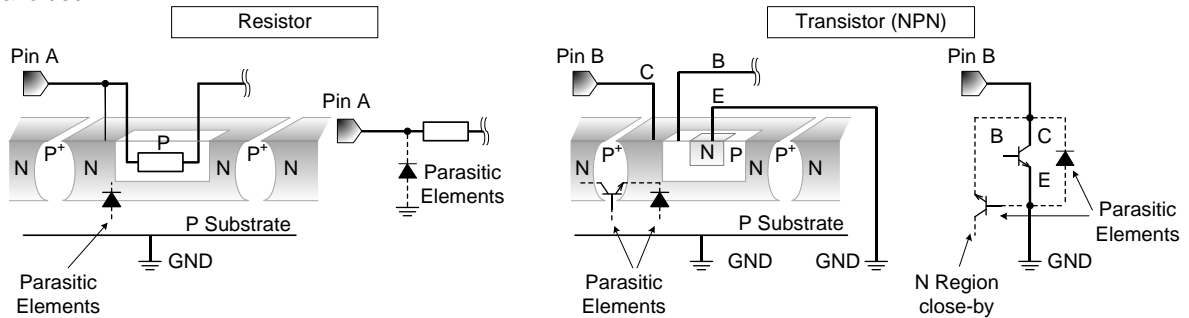 Resistor
Transistor (NPN)
Pin A
Pin A
P
N
P+
N
N
P+
N
Parasitic
Elements
P Substrate
GND
Parasitic
Elements
Pin B
C
B
E
N
P+
N
N
P
P+
N
P Substrate
GND
GND
Parasitic
Elements
Pin B
B
C
E
Parasitic
Elements
GND
N Region
close-by